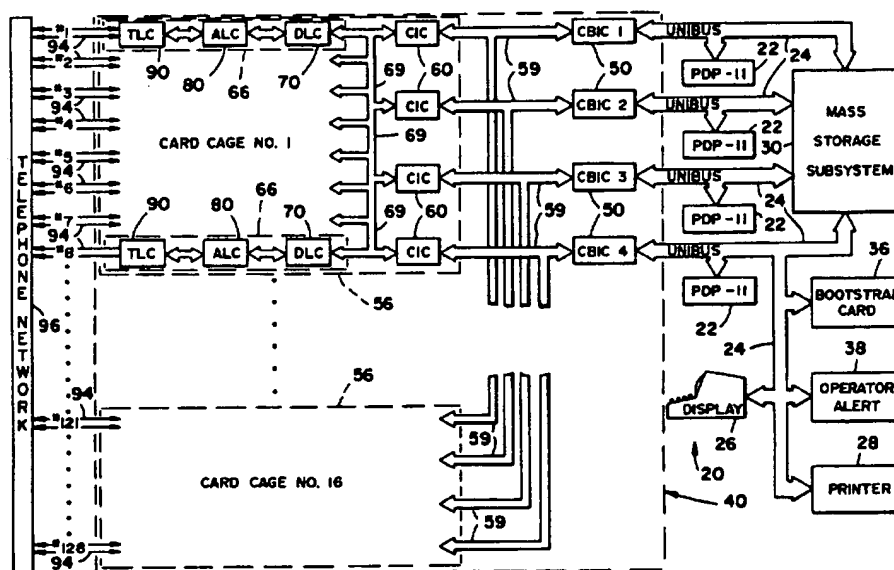 #1
94
#2
#3
94
#4
#5
94
#6
#7
94
#8
TELEPHONE NETWORK
96
94
#121
#128
94
TLC
ALC
DLC
CIC
90
80
70
66
60
69
CARD CAGE NO. 1
69
CIC
CIC
60
69
90
80
66
70
TLC
ALC
DLC
CIC
56
56
CARD CAGE NO. 16
59
59
59
59
CBIC 1
50
CBIC 2
CBIC 3
50
CBIC 4
UNIBUS
22
24
PDP-11
UNIBUS
22
30
PDP-11
UNIBUS
24
PDP-11
22
UNIBUS
24
PDP-11
22
24
MASS
STORAGE
SUBSYSTEM
36
BOOTSTRAP
CARD
38
OPERATOR
ALERT
28
PRINTER
DISPLAY
26
20
40